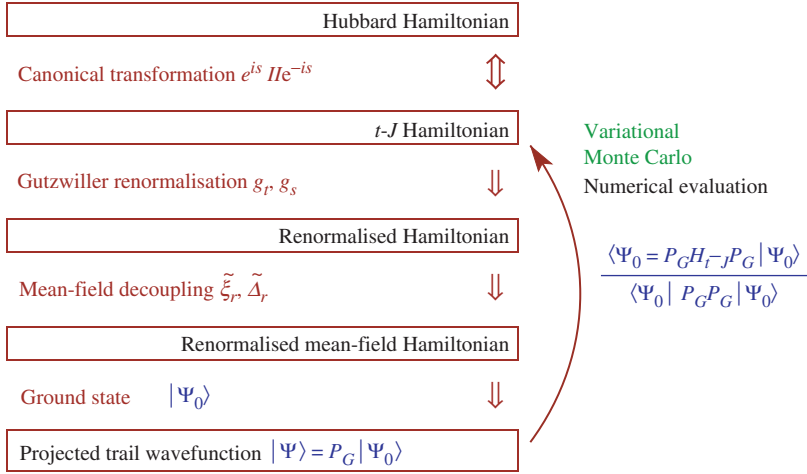 Hubbard Hamiltonian
Canonical transformation e^{is} IIe^{−is}
t-J Hamiltonian
Gutzwiller renormalisation g_t, g_s
Renormalised Hamiltonian
Mean-field decoupling ξ̃_r, Δ̃_r
Renormalised mean-field Hamiltonian
Ground state |Ψ_0⟩
Projected trail wavefunction |Ψ⟩ = P_G|Ψ_0⟩
Variational
Monte Carlo
Numerical evaluation
⟨Ψ_0 = P_G H_{t−J} P_G|Ψ_0⟩
⟨Ψ_0| P_G P_G|Ψ_0⟩